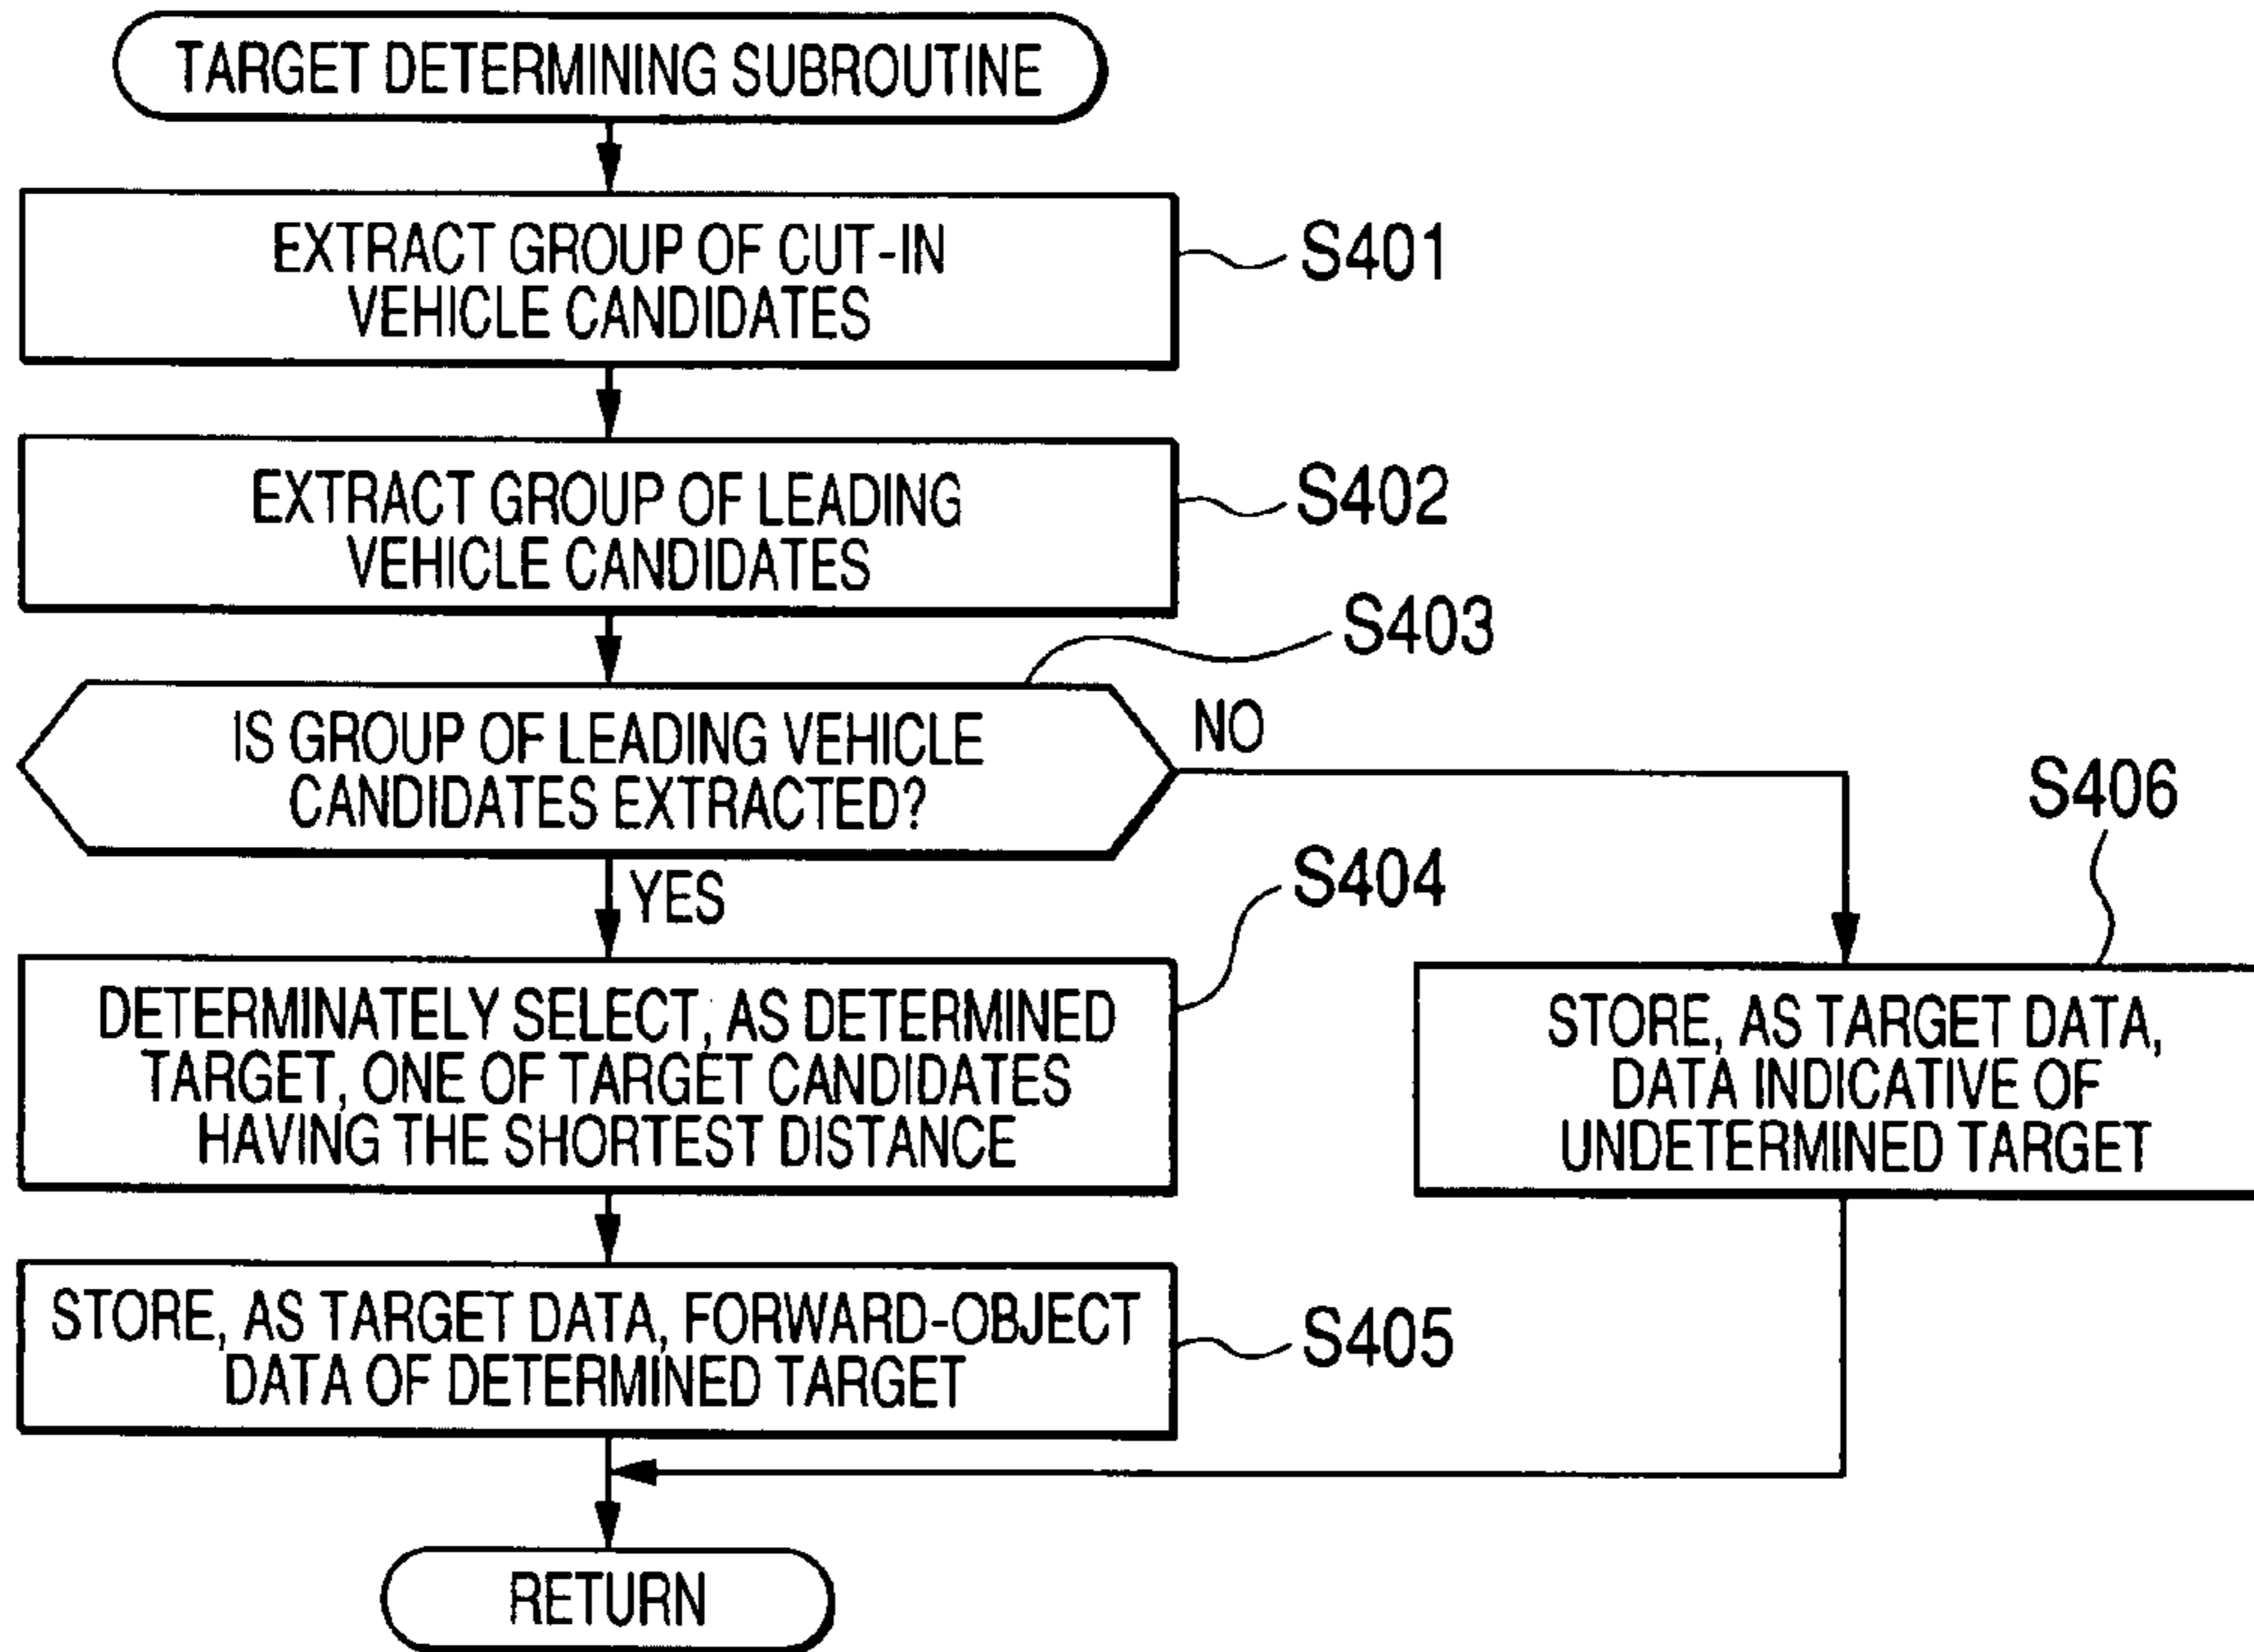 TARGET DETERMINING SUBROUTINE
EXTRACT GROUP OF CUT-IN
VEHICLE CANDIDATES
S401
EXTRACT GROUP OF LEADING
VEHICLE CANDIDATES
S402
S403
IS GROUP OF LEADING VEHICLE
CANDIDATES EXTRACTED?
NO
YES
S404
DETERMINATELY SELECT, AS DETERMINED
TARGET, ONE OF TARGET CANDIDATES
HAVING THE SHORTEST DISTANCE
S406
STORE, AS TARGET DATA,
DATA INDICATIVE OF
UNDETERMINED TARGET
STORE, AS TARGET DATA, FORWARD-OBJECT
DATA OF DETERMINED TARGET
S405
RETURN